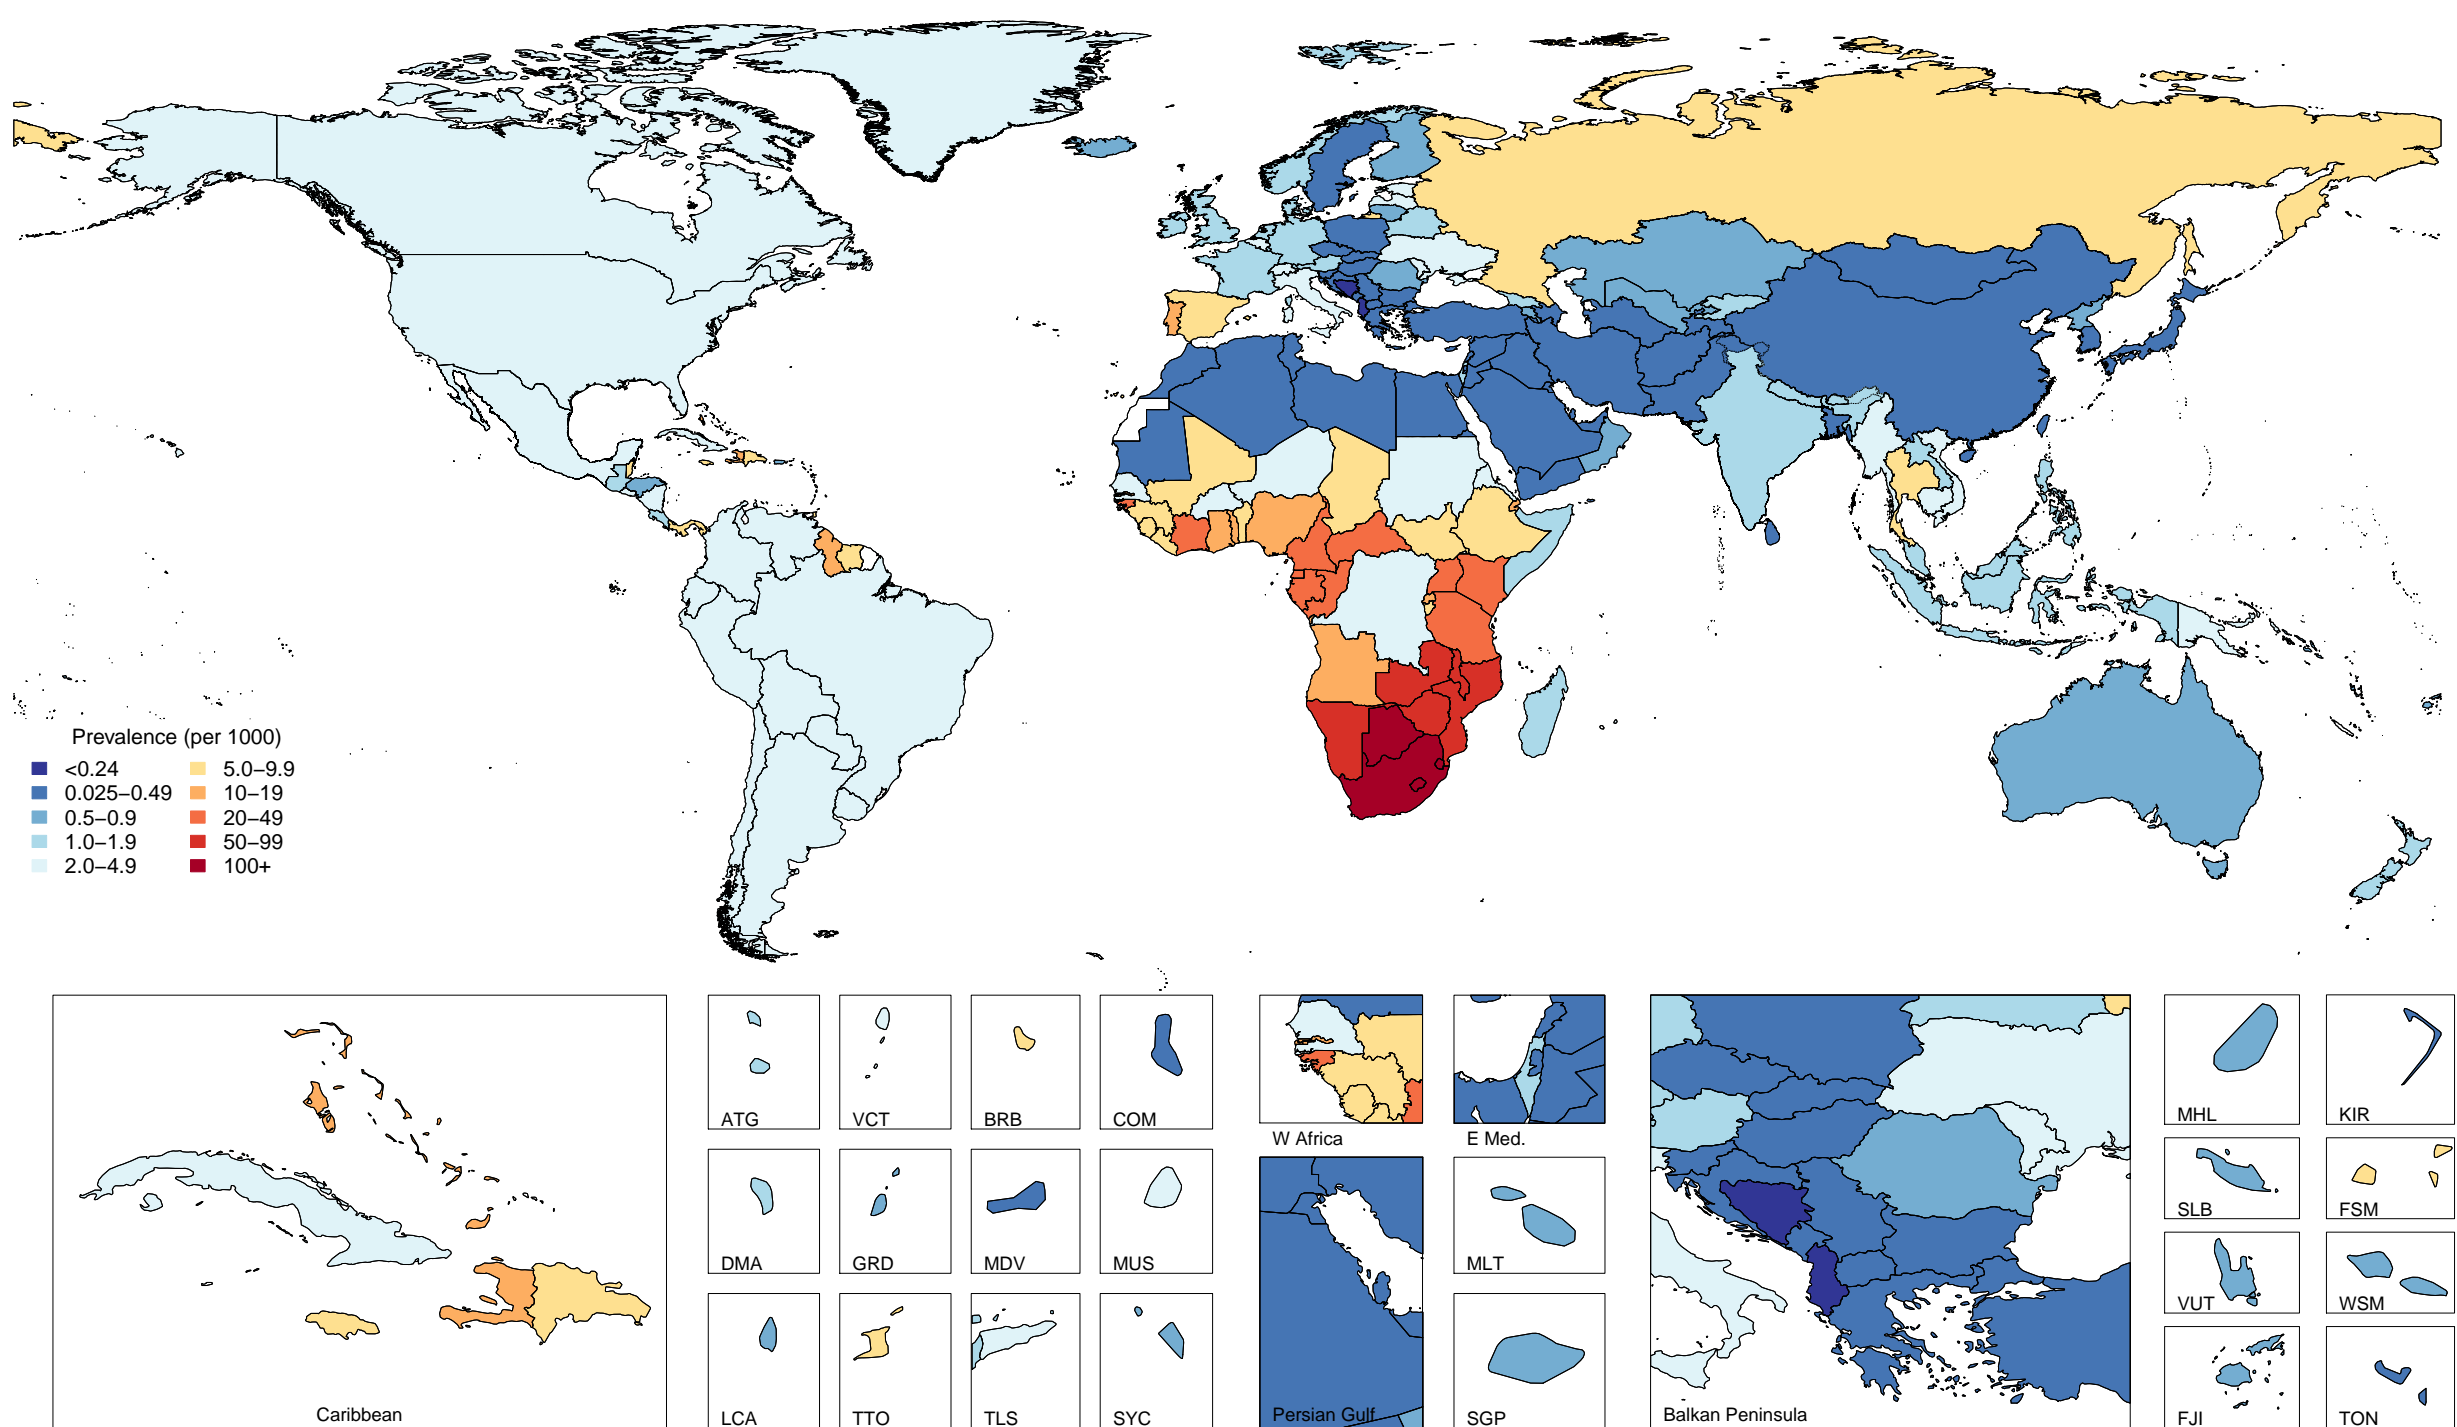 Prevalence (per 1000)
<0.24
0.025–0.49
0.5–0.9
1.0–1.9
2.0–4.9
5.0–9.9
10–19
20–49
50–99
100+
Caribbean
ATG
VCT
BRB
COM
DMA
GRD
MDV
MUS
LCA
TTO
TLS
SYC
W Africa
E Med.
Persian Gulf
MLT
SGP
Balkan Peninsula
MHL
KIR
SLB
FSM
VUT
WSM
FJI
TON